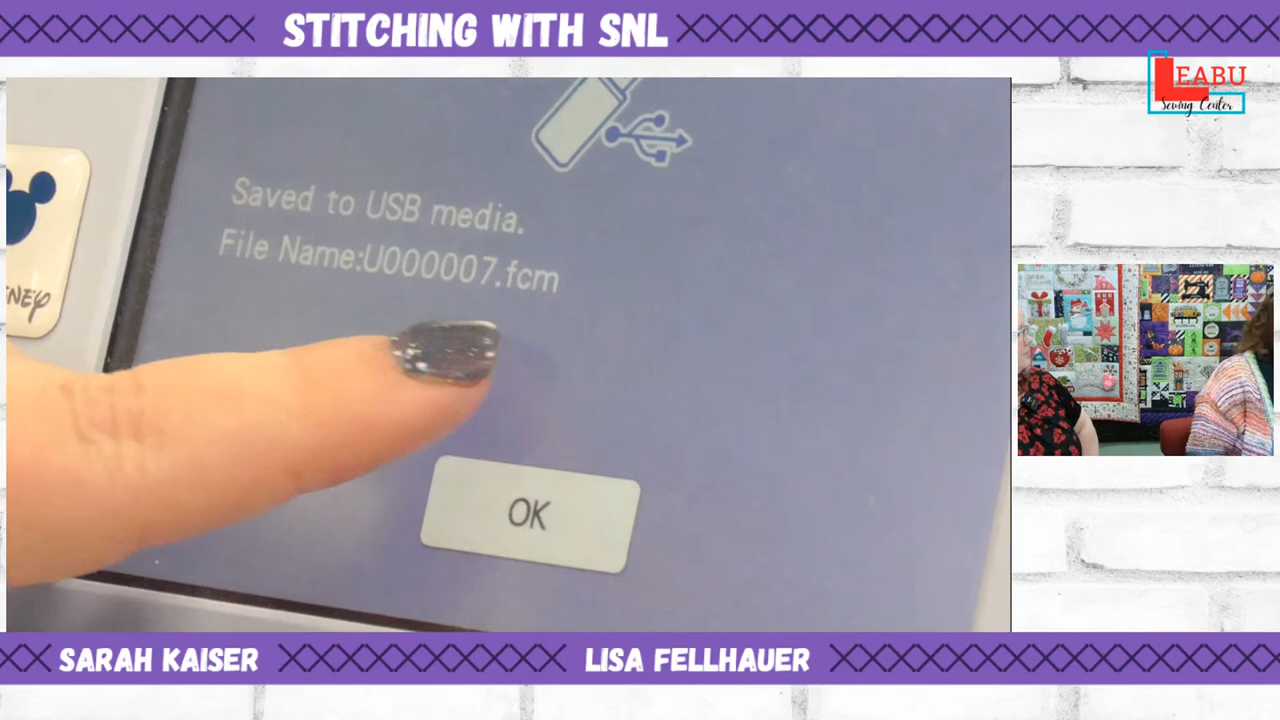 STITCHING WITH SNL
LEABU
Sewing Center
Saved to USB media.
File Name:U000007.fcm
NEY
OK
SARAH KAISER
LISA FELLHAUER